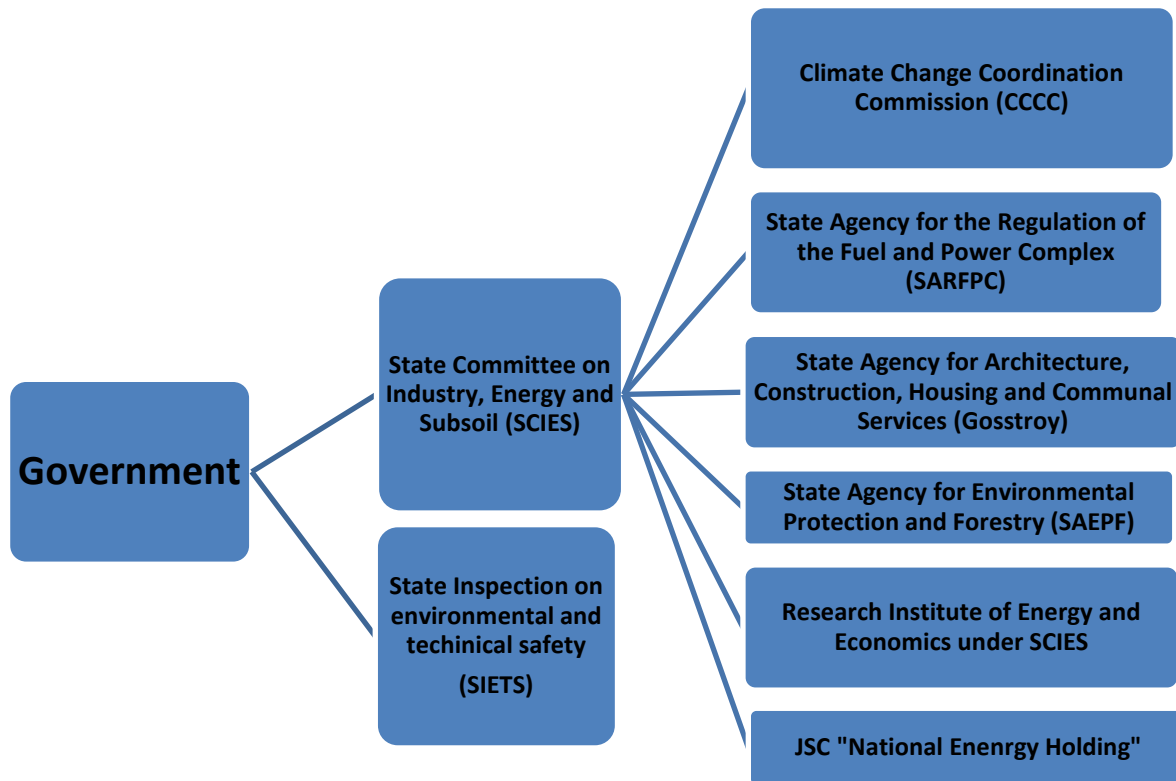 Government
State Committee on
Industry, Energy and
Subsoil (SCIES)
State Inspection on
environmental and
techinical safety
(SIETS)
Climate Change Coordination
Commission (CCCC)
State Agency for the Regulation of
the Fuel and Power Complex
(SARFPC)
State Agency for Architecture,
Construction, Housing and Communal
Services (Gosstroy)
State Agency for Environmental
Protection and Forestry (SAEPF)
Research Institute of Energy and
Economics under SCIES
JSC "National Enenrgy Holding"